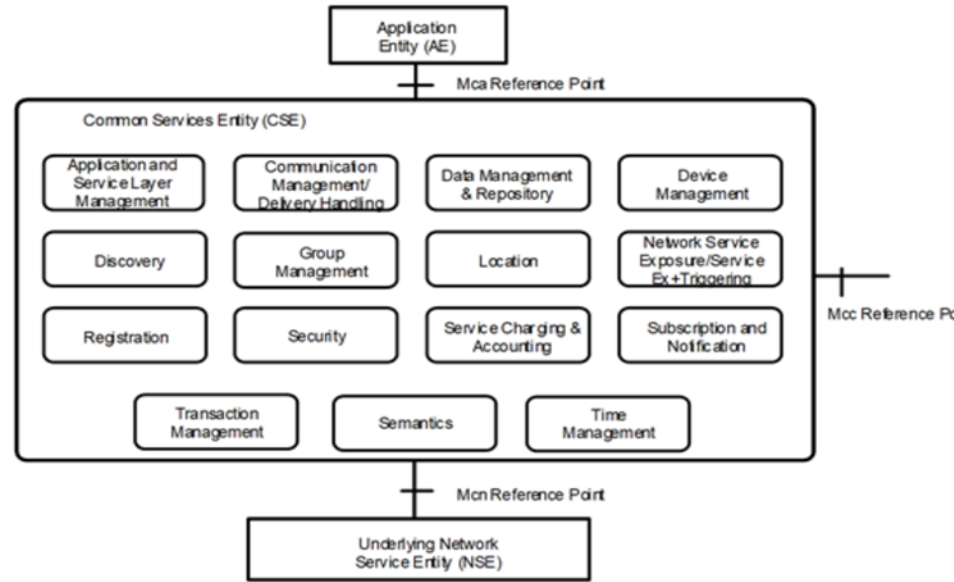 Application
Entity (AE)
Mca Reference Point
Common Services Entity (CSE)
Application and
Service Layer
Management
Communication
Management/
Delivery Handling
Data Management
& Repository
Device
Management
Discovery
Group
Management
Location
Network Service
Exposure/Service
Ex+Triggering
Mcc Reference Po
Registration
Security
Service Charging &
Accounting
Subscription and
Notification
Transaction
Management
Semantics
Time
Management
Mcn Reference Point
Underlying Network
Service Entity (NSE)